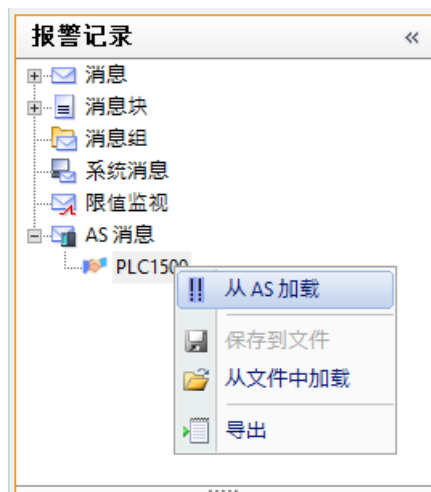 报警记录
消息
消息块
消息组
系统消息
限值监视
AS 消息
PLC1500
从 AS 加载
保存到文件
从文件中加载
导出